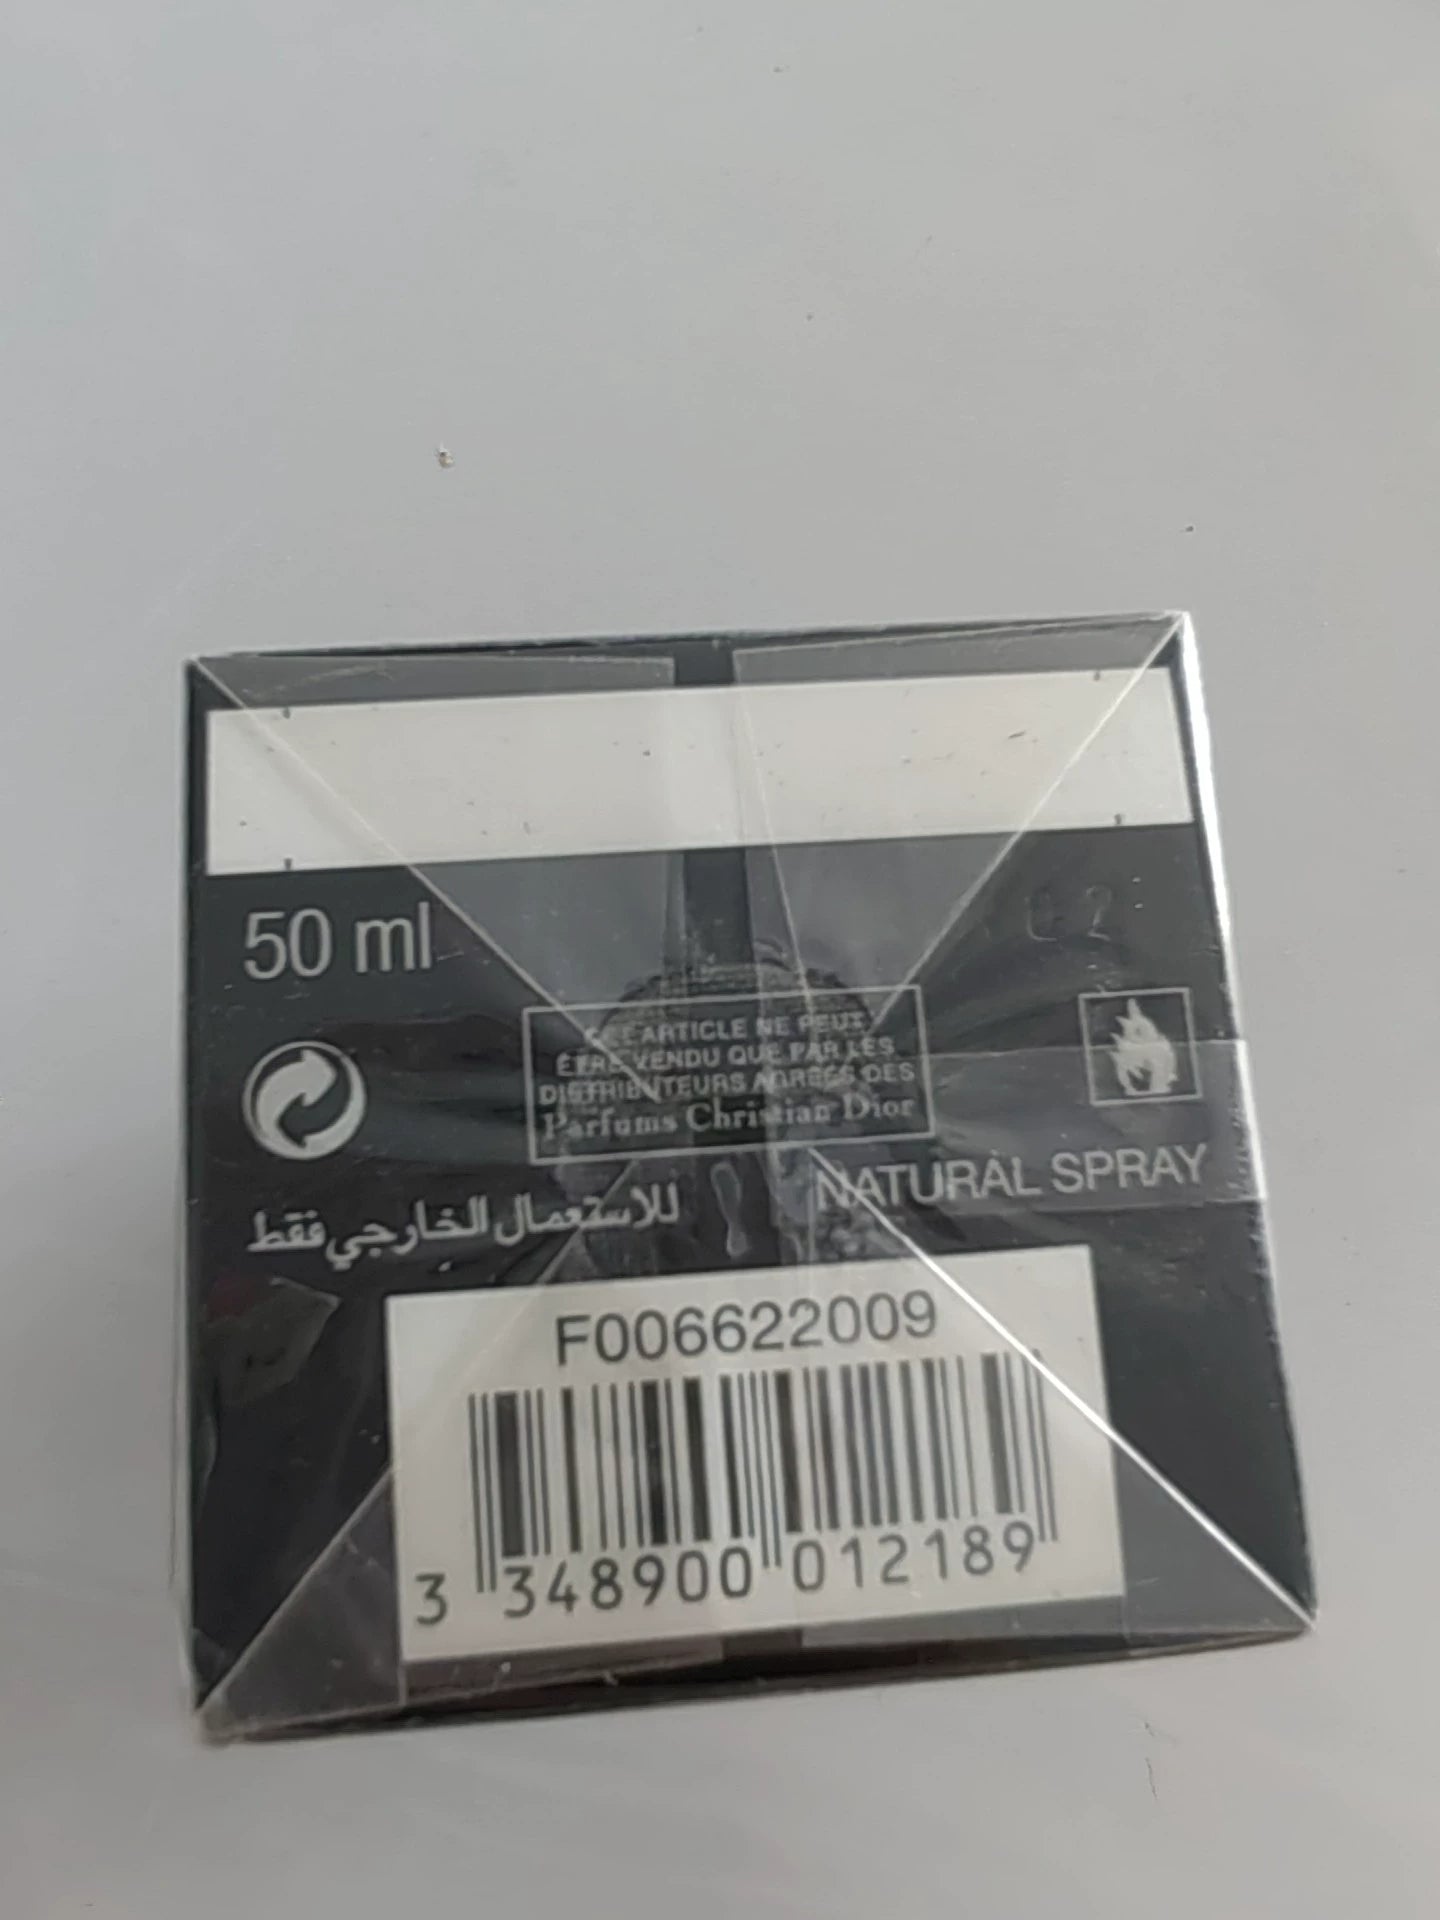 50 ml
CET ARTICLE NE PEUT
ÊTRE VENDU QUE PAR LES
DISTRIBUTEURS AGRÉÉS DES
Parfums Christian Dior
NATURAL SPRAY
للاستعمال الخارجي فقط
F006622009
3 348900 012189